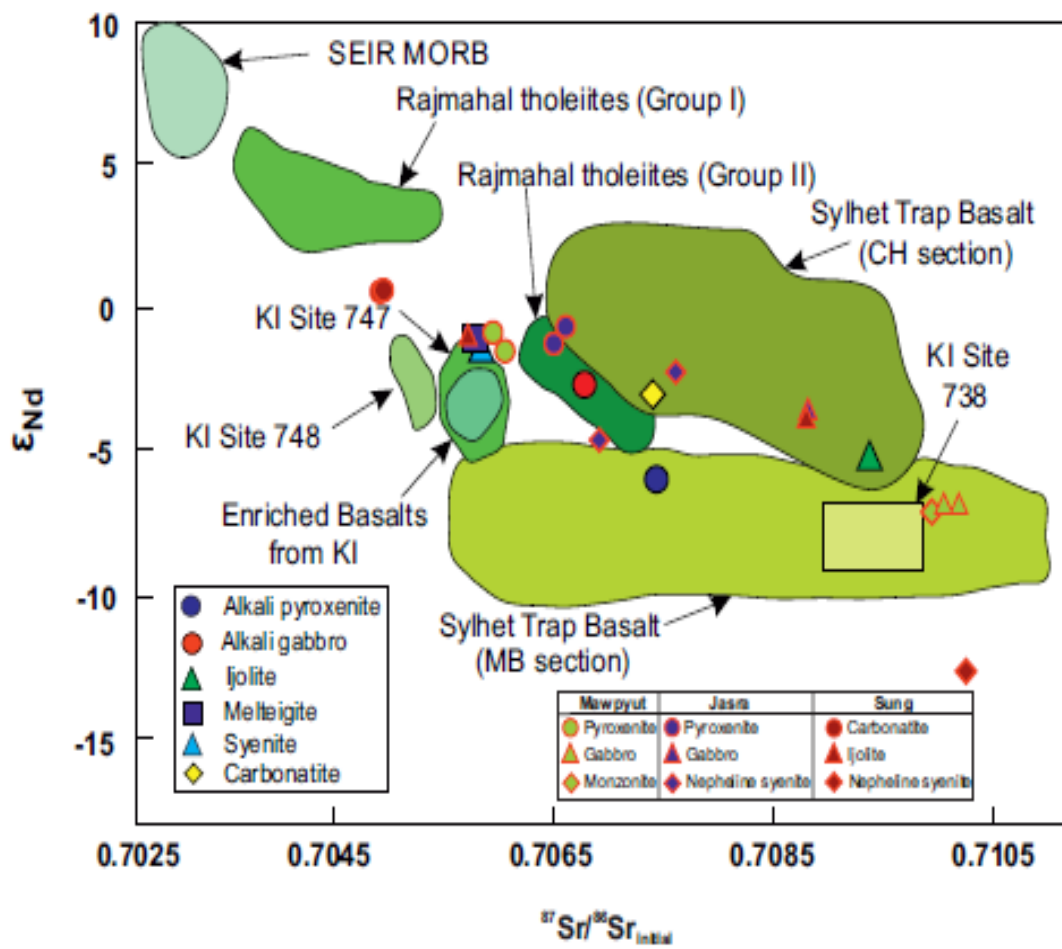 10
SEIR MORB
Rajmahal tholeiites (Group I)
5
Rajmahal tholeiites (Group II)
Sylhet Trap Basalt
(CH section)
0
KI Site 747
KI Site
738
εNd
KI Site 748
-5
Enriched Basalts
from KI
-10
Sylhet Trap Basalt
(MB section)
Alkali pyroxenite
Alkali gabbro
Ijolite
Melteigite
Syenite
Carbonatite
Mawpyut Jasra Sung
Pyroxenite Pyroxenite Carbonatite
Gabbro Gabbro Ijolite
Monzonite Nepheline syenite Nepheline syenite
-15
0.7025 0.7045 0.7065 0.7085 0.7105
⁸⁷Sr/⁸⁶Sr Initial